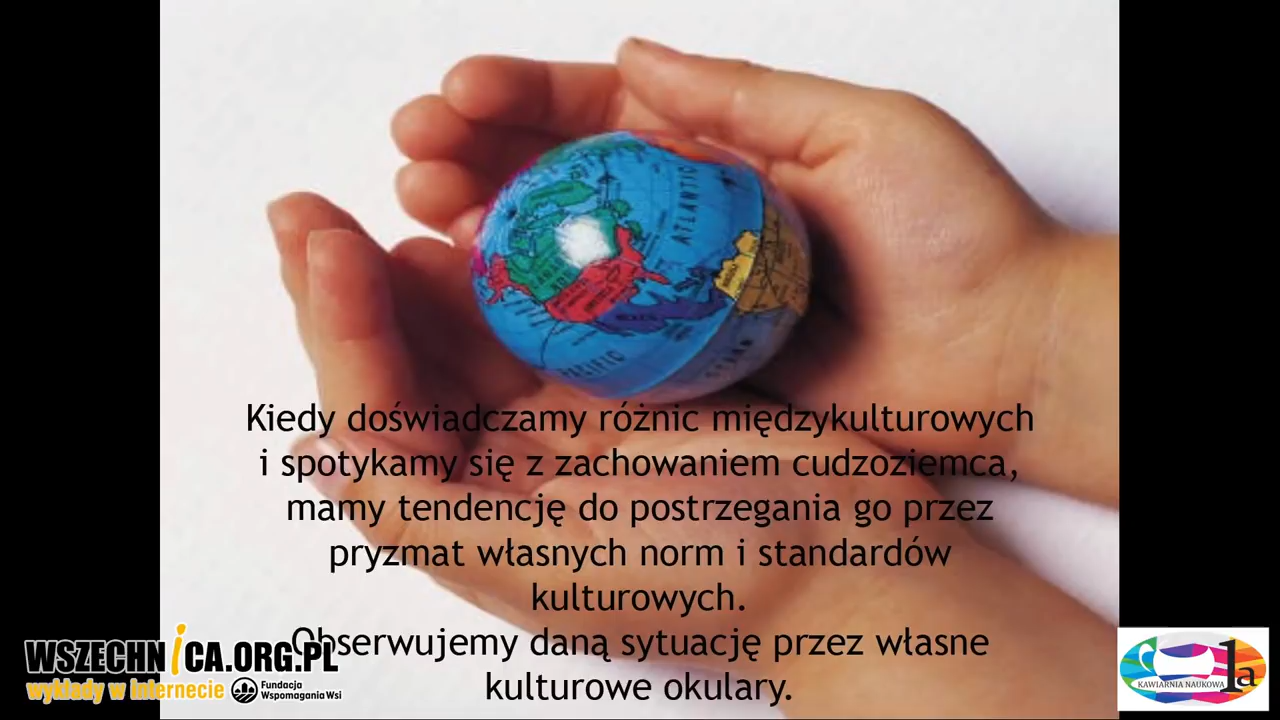 ATLANTIC
PACIFIC
Kiedy doświadczamy różnic międzykulturowych
i spotykamy się z zachowaniem cudzoziemca,
mamy tendencję do postrzegania go przez
pryzmat własnych norm i standardów
kulturowych.
Obserwujemy daną sytuację przez własne
kulturowe okulary.
WSZECHNiCA.ORG.PL
wykłady w internecie
Fundacja
Wspomagania Wsi
KAWIARNIA NAUKOWA 1a